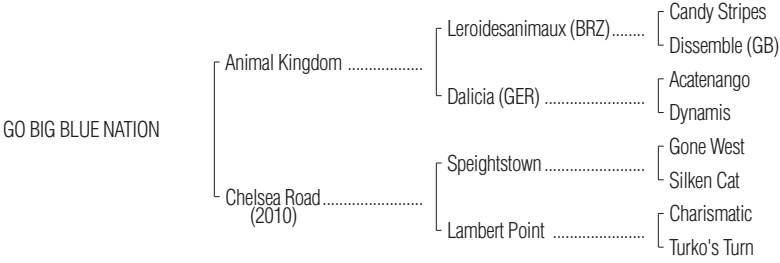 Candy Stripes
Leroidesanimaux (BRZ)........
Dissemble (GB)
Animal Kingdom ..................
Acatenango
Dalicia (GER) ........................
Dynamis
GO BIG BLUE NATION
Gone West
Speightstown ........................
Silken Cat
Chelsea Road........................
(2010)
Charismatic
Lambert Point ......................
Turko's Turn